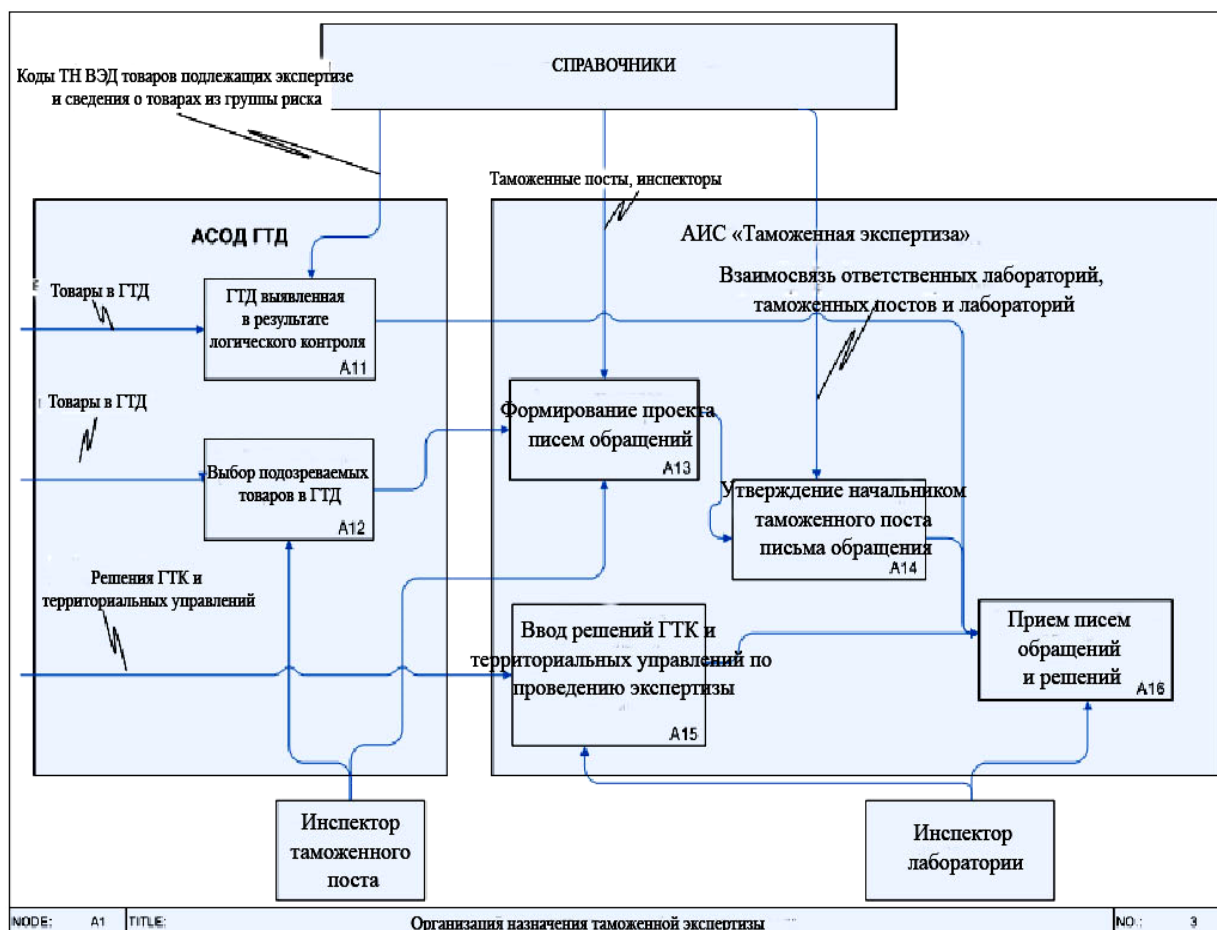 СПРАВОЧНИКИ
Коды ТН ВЭД товаров подлежащих экспертизе
и сведения о товарах из группы риска
Таможенные посты, инспекторы
АСОД ГТД
АИС «Таможенная экспертиза»
Взаимосвязь ответственных лабораторий,
таможенных постов и лабораторий
Товары в ГТД
ГТД выявленная
в результате
логического контроля
A11
Товары в ГТД
Выбор подозреваемых
товаров в ГТД
A12
Формирование проекта
писем обращений
A13
Утверждение начальником
таможенного поста
письма обращения
A14
Решения ГТК и
территориальных управлений
Ввод решений ГТК и
территориальных управлений по
проведению экспертизы
A15
Прием писем
обращений
и решений
A16
Инспектор
таможенного
поста
Инспектор
лаборатории
NODE: A1 TITLE: Организация назначения таможенной экспертизы NO.: 3